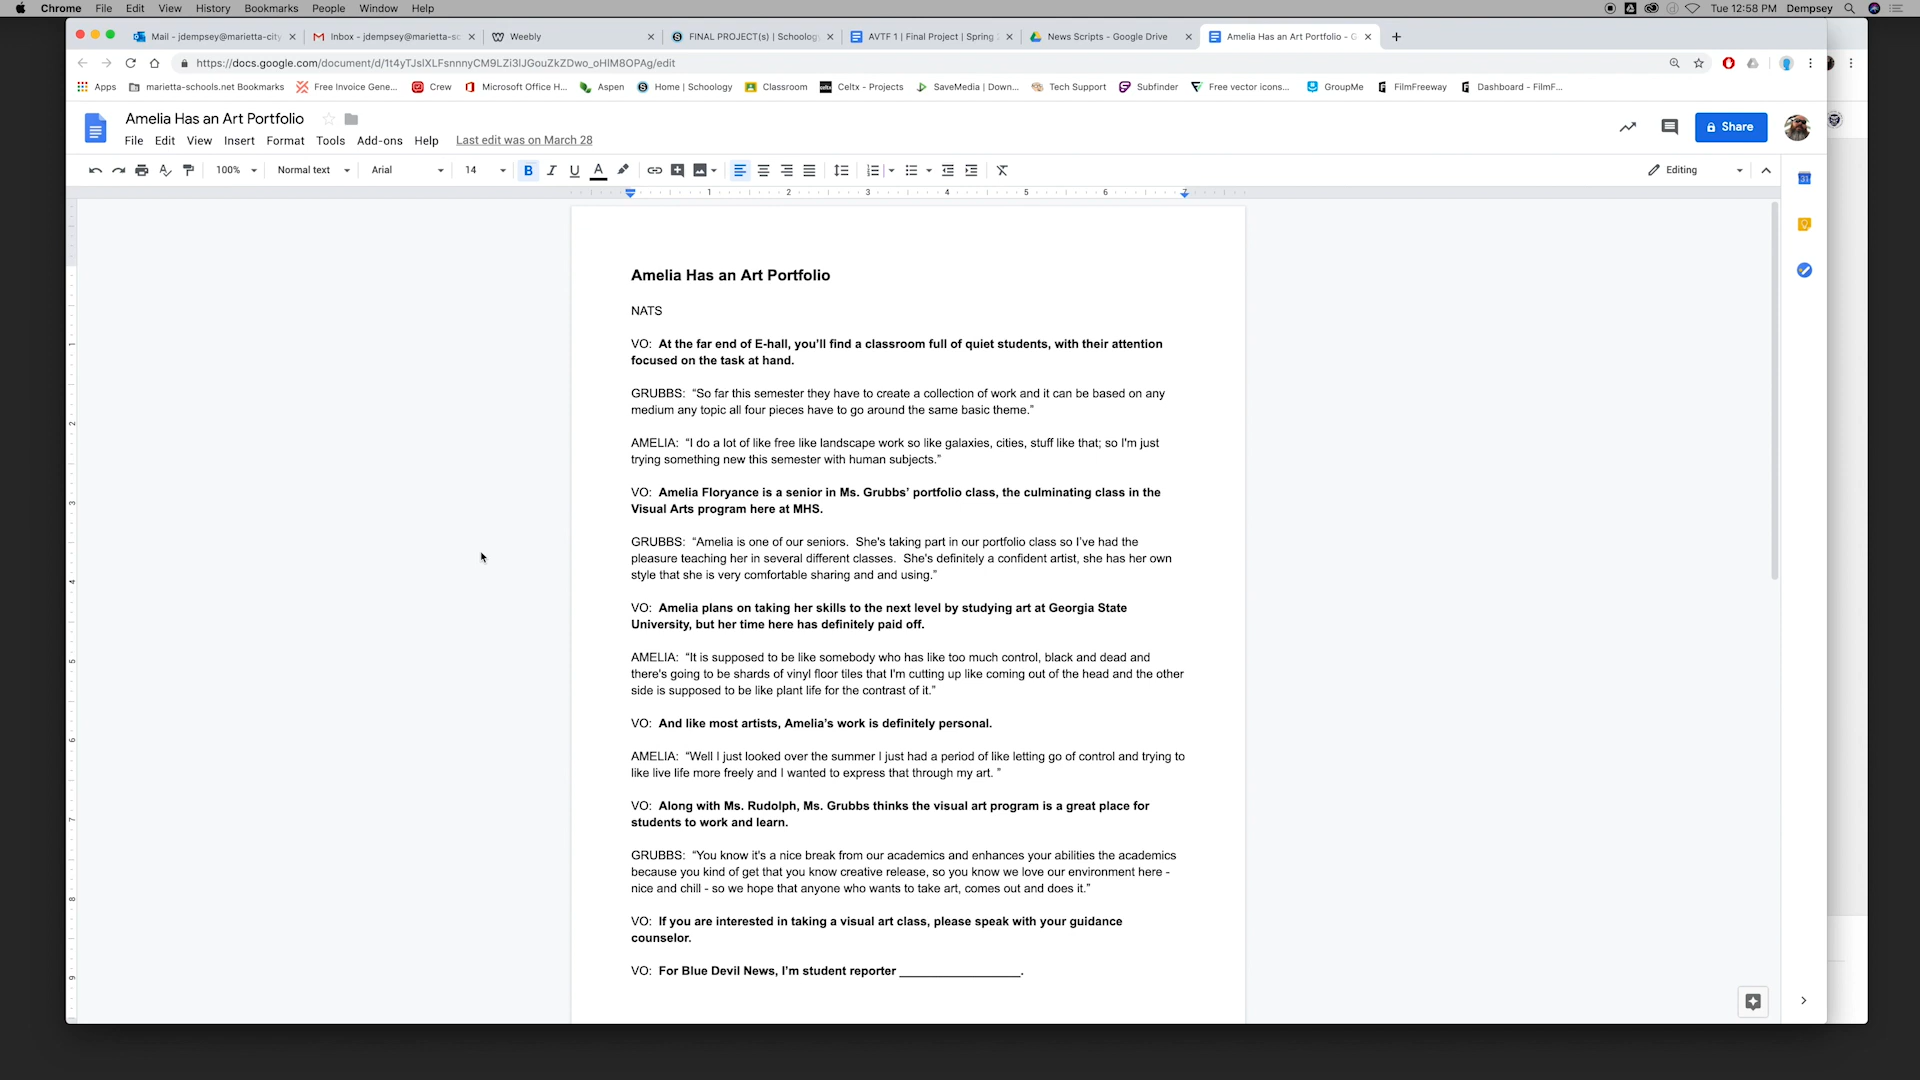 Chrome File Edit View History Bookmarks People Window Help Tue 12:58 PM Dempsey
Mail - jdempsey@marietta-city Inbox - jdempsey@marietta-sc Weekly FINAL PROJECT(s) | Schoology AVTF 1 | Final Project | Spring News Scripts - Google Drive Amelia Has an Art Portfolio - G
https://docs.google.com/document/d/1t4yTJsIXLFsnnnyCM9LZi3lJGouZkZDwo_oHIM8OPAg/edit
Apps marietta-schools.net Bookmarks Free Invoice Gene... Crew Microsoft Office H... Aspen Home | Schoology Classroom Celtx - Projects SaveMedia | Down... Tech Support Subfinder Free vector icons... GroupMe FilmFreeway Dashboard - FilmF...
Amelia Has an Art Portfolio
File Edit View Insert Format Tools Add-ons Help Last edit was on March 28
Share
100% Normal text Arial 14 B I U A Editing
1 2 3 4 5 6 7
Amelia Has an Art Portfolio
NATS
VO: At the far end of E-hall, you’ll find a classroom full of quiet students, with their attention
focused on the task at hand.
GRUBBS: “So far this semester they have to create a collection of work and it can be based on any
medium any topic all four pieces have to go around the same basic theme.”
AMELIA: “I do a lot of like free like landscape work so like galaxies, cities, stuff like that; so I'm just
trying something new this semester with human subjects.”
VO: Amelia Floryance is a senior in Ms. Grubbs’ portfolio class, the culminating class in the
Visual Arts program here at MHS.
GRUBBS: “Amelia is one of our seniors. She's taking part in our portfolio class so I’ve had the
pleasure teaching her in several different classes. She's definitely a confident artist, she has her own
style that she is very comfortable sharing and and using.”
VO: Amelia plans on taking her skills to the next level by studying art at Georgia State
University, but her time here has definitely paid off.
AMELIA: “It is supposed to be like somebody who has like too much control, black and dead and
there's going to be shards of vinyl floor tiles that I'm cutting up like coming out of the head and the other
side is supposed to be like plant life for the contrast of it.”
VO: And like most artists, Amelia’s work is definitely personal.
AMELIA: “Well I just looked over the summer I just had a period of like letting go of control and trying to
like live life more freely and I wanted to express that through my art. ”
VO: Along with Ms. Rudolph, Ms. Grubbs thinks the visual art program is a great place for
students to work and learn.
GRUBBS: “You know it's a nice break from our academics and enhances your abilities the academics
because you kind of get that you know creative release, so you know we love our environment here -
nice and chill - so we hope that anyone who wants to take art, comes out and does it.”
VO: If you are interested in taking a visual art class, please speak with your guidance
counselor.
VO: For Blue Devil News, I’m student reporter ___________________.
1
2
3
4
5
6
7
8
9